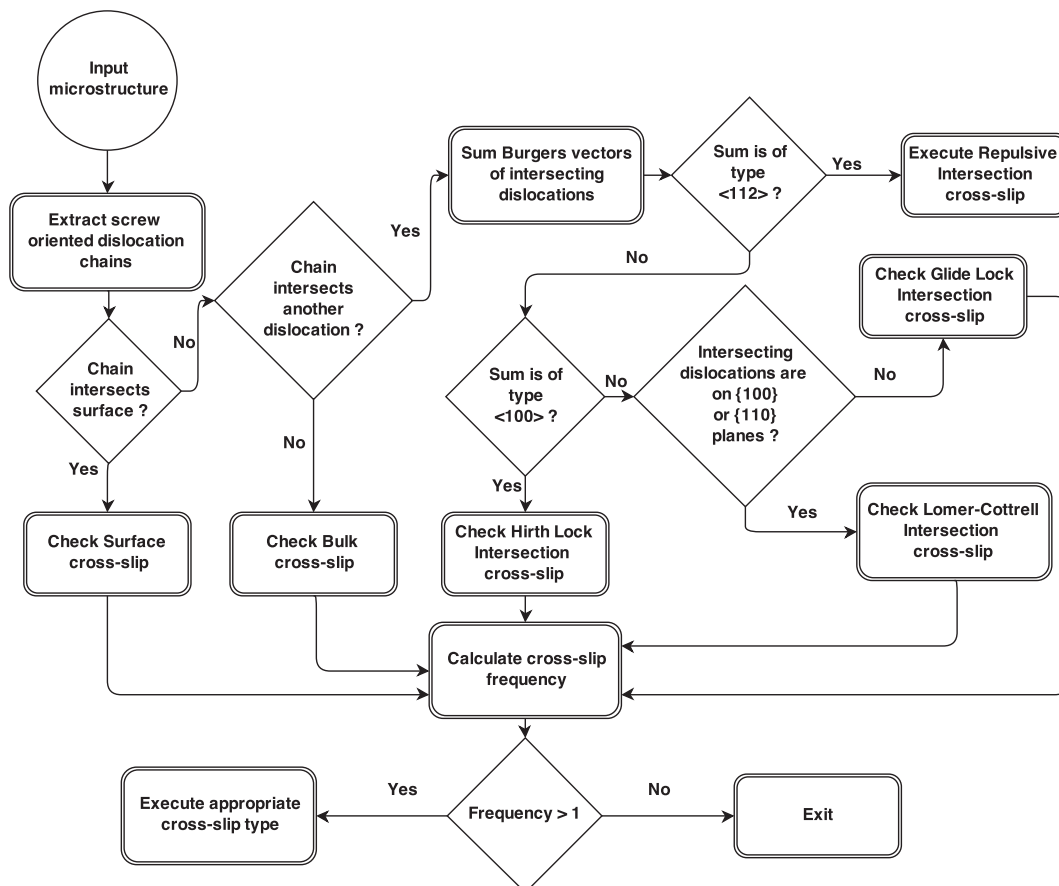 Input
microstructure
Extract screw
oriented dislocation
chains
Chain
intersects
surface ?
Yes
No
Check Surface
cross-slip
Chain
intersects
another
dislocation ?
Yes
No
Check Bulk
cross-slip
Sum Burgers vectors
of intersecting
dislocations
Sum is of
type
<112> ?
Yes
No
Execute Repulsive
Intersection
cross-slip
Sum is of
type
<100> ?
No
Yes
Check Hirth Lock
Intersection
cross-slip
Intersecting
dislocations are
on {100}
or {110}
planes ?
No
Yes
Check Glide Lock
Intersection
cross-slip
Check Lomer-Cottrell
Intersection
cross-slip
Calculate cross-slip
frequency
Frequency > 1
Yes
No
Execute appropriate
cross-slip type
Exit